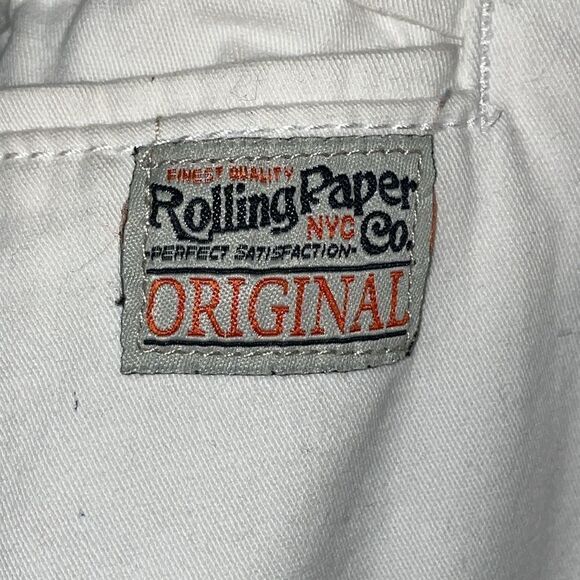 FINEST QUALITY
Rolling Paper
NYC Co.
-PERFECT SATISFACTION-
ORIGINAL